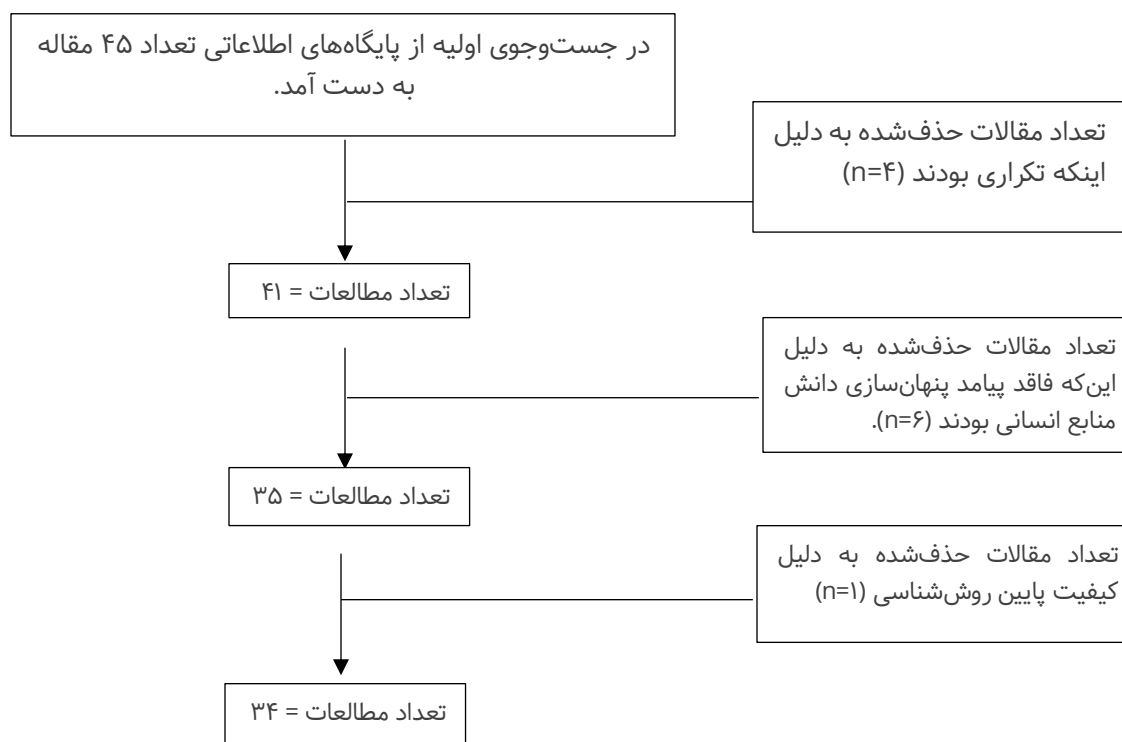 در جست‌وجوی اولیه از پایگاه‌های اطلاعاتی تعداد ۴۵ مقاله
به دست آمد.
تعداد مقالات حذف‌شده به دلیل
اینکه تکراری بودند (n=۴)
تعداد مطالعات = ۴۱
تعداد مقالات حذف‌شده به دلیل
این‌که فاقد پیامد پنهان‌سازی دانش
منابع انسانی بودند (n=۶).
تعداد مطالعات = ۳۵
تعداد مقالات حذف‌شده به دلیل
کیفیت پایین روش‌شناسی (n=۱)
تعداد مطالعات = ۳۴